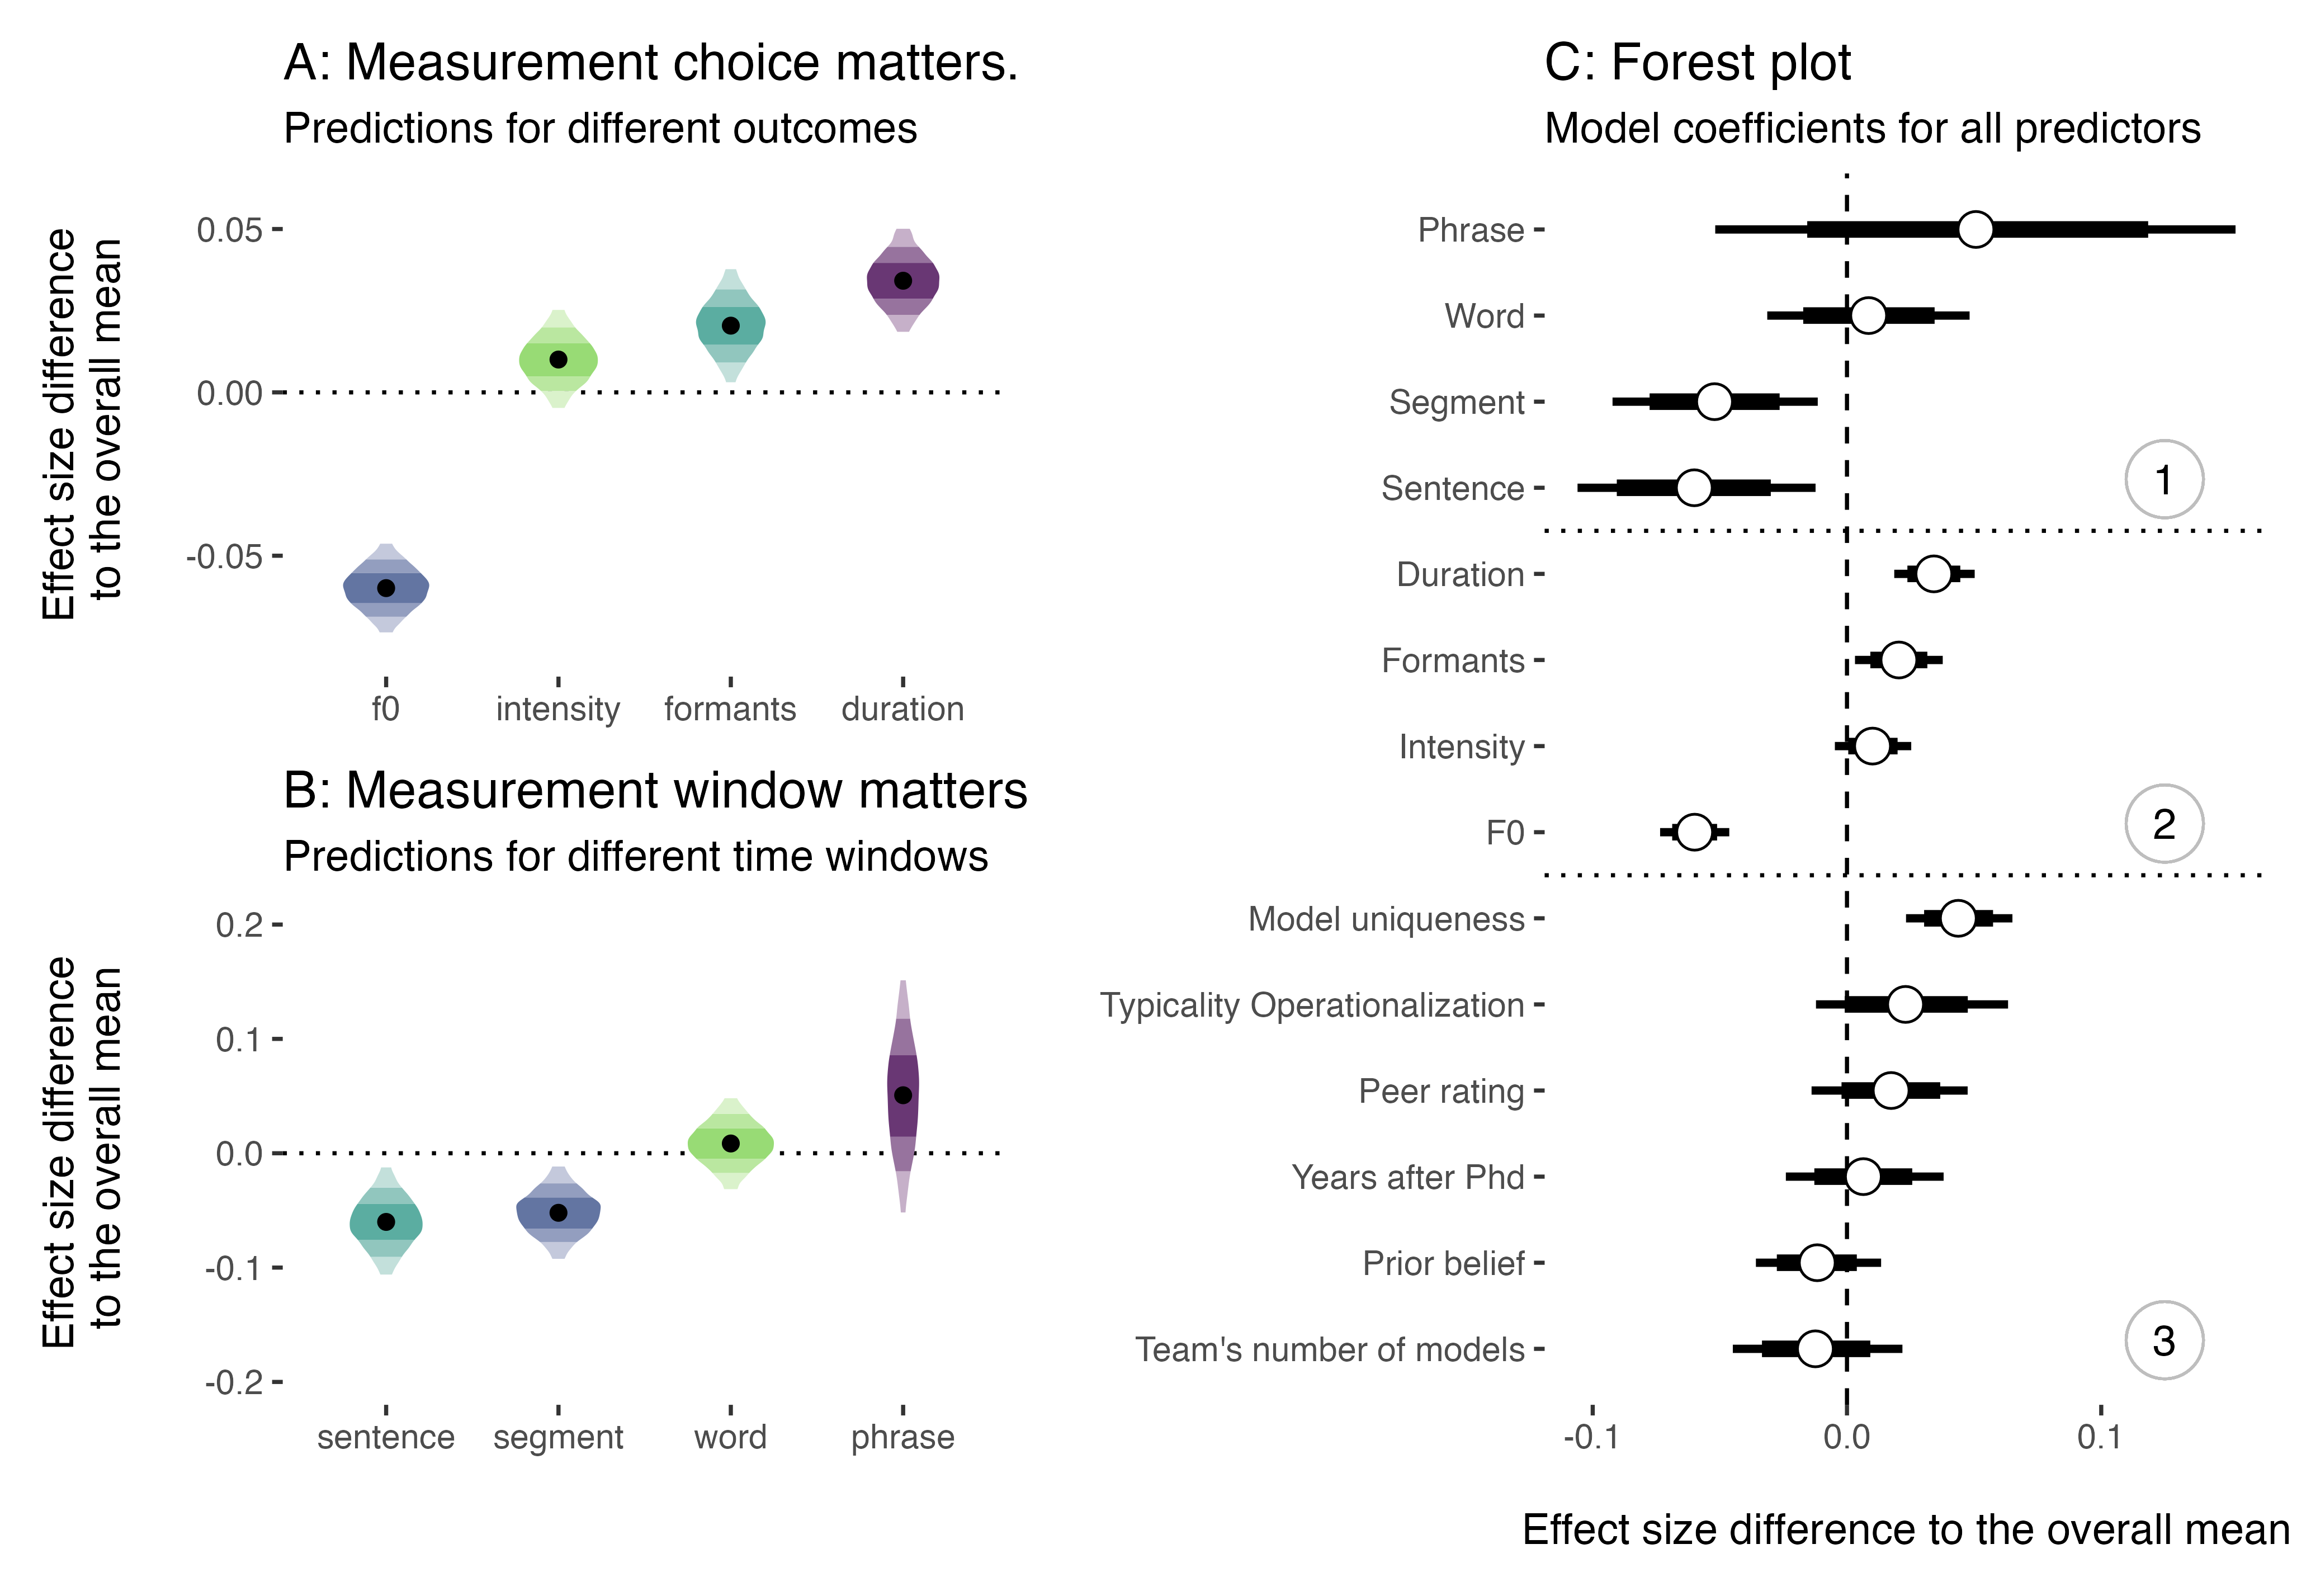 A: Measurement choice matters.
Predictions for different outcomes
Effect size difference
to the overall mean
0.05
0.00
-0.05
f0
intensity
formants
duration
B: Measurement window matters
Predictions for different time windows
Effect size difference
to the overall mean
0.2
0.1
0.0
-0.1
-0.2
sentence
segment
word
phrase
C: Forest plot
Model coefficients for all predictors
Phrase
Word
Segment
Sentence
1
Duration
Formants
Intensity
F0
2
Model uniqueness
Typicality Operationalization
Peer rating
Years after Phd
Prior belief
Team's number of models
3
-0.1
0.0
0.1
Effect size difference to the overall mean